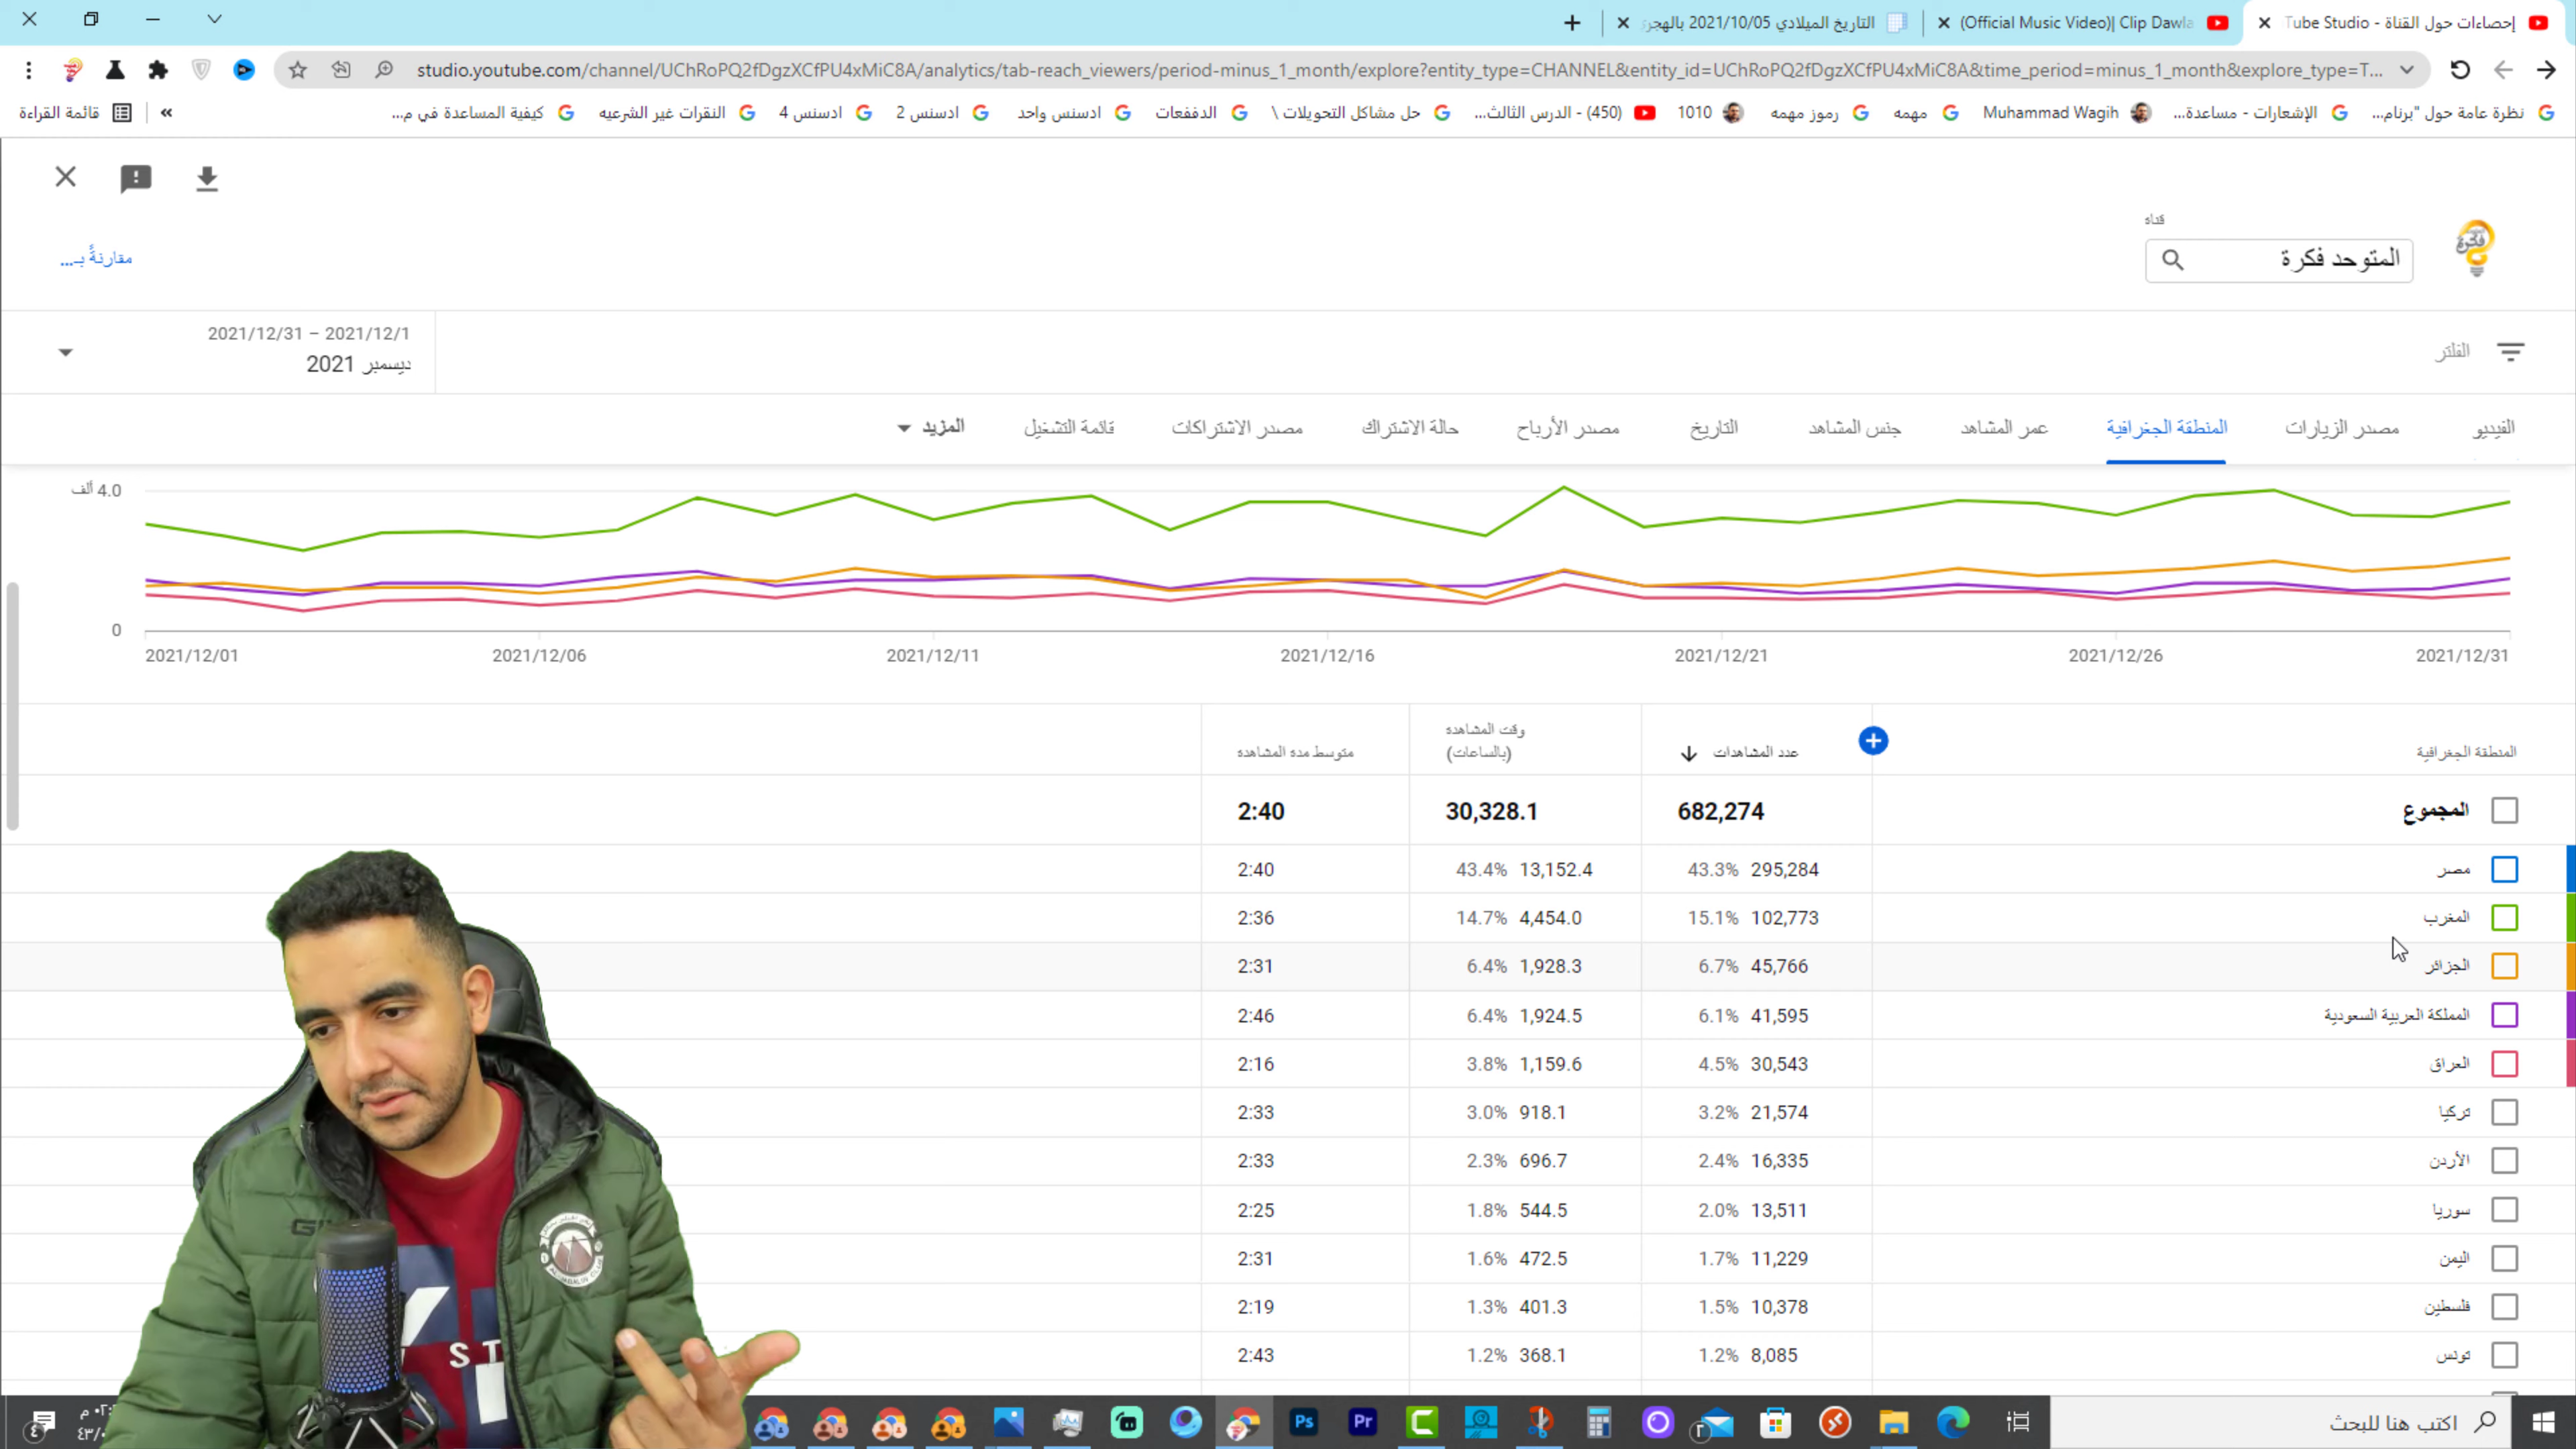 إحصاءات حول القناة - Tube Studio
(Official Music Video)| Clip Dawla
التاريخ الميلادي 2021/10/05 بالهجري
studio.youtube.com/channel/UChRoPQ2fDgzXCfPU4xMiC8A/analytics/tab-reach_viewers/period-minus_1_month/explore?entity_type=CHANNEL&entity_id=UChRoPQ2fDgzXCfPU4xMiC8A&time_period=minus_1_month&explore_type=T...
نظرة عامة حول "برنام... الإشعارات - مساعدة... Muhammad Wagih مهمه رموز مهمه 1010 (450) - الدرس الثالث... حل مشاكل التحويلات \ الدفعات ادسنس واحد ادسنس 2 ادسنس 4 النقرات غير الشرعيه كيفية المساعدة في م... » قائمة القراءة
قناة
المتوحد فكرة
مقارنةً بـ...
2021/12/31 – 2021/12/1
ديسمبر 2021
الفلتر
الفيديو مصدر الزيارات المنطقة الجغرافية عمر المشاهد جنس المشاهد التاريخ مصدر الأرباح حالة الاشتراك مصدر الاشتراكات قائمة التشغيل المزيد
4.0 ألف
0
2021/12/01 2021/12/06 2021/12/11 2021/12/16 2021/12/21 2021/12/26 2021/12/31
المنطقة الجغرافية عدد المشاهدات وقت المشاهدة (بالساعات) متوسط مدة المشاهدة
المجموع 682,274 30,328.1 2:40
مصر 295,284 43.3% 13,152.4 43.4% 2:40
المغرب 102,773 15.1% 4,454.0 14.7% 2:36
الجزائر 45,766 6.7% 1,928.3 6.4% 2:31
المملكة العربية السعودية 41,595 6.1% 1,924.5 6.4% 2:46
العراق 30,543 4.5% 1,159.6 3.8% 2:16
تركيا 21,574 3.2% 918.1 3.0% 2:33
الأردن 16,335 2.4% 696.7 2.3% 2:33
سوريا 13,511 2.0% 544.5 1.8% 2:25
اليمن 11,229 1.7% 472.5 1.6% 2:31
فلسطين 10,378 1.5% 401.3 1.3% 2:19
تونس 8,085 1.2% 368.1 1.2% 2:43
اكتب هنا للبحث
Ps Pr